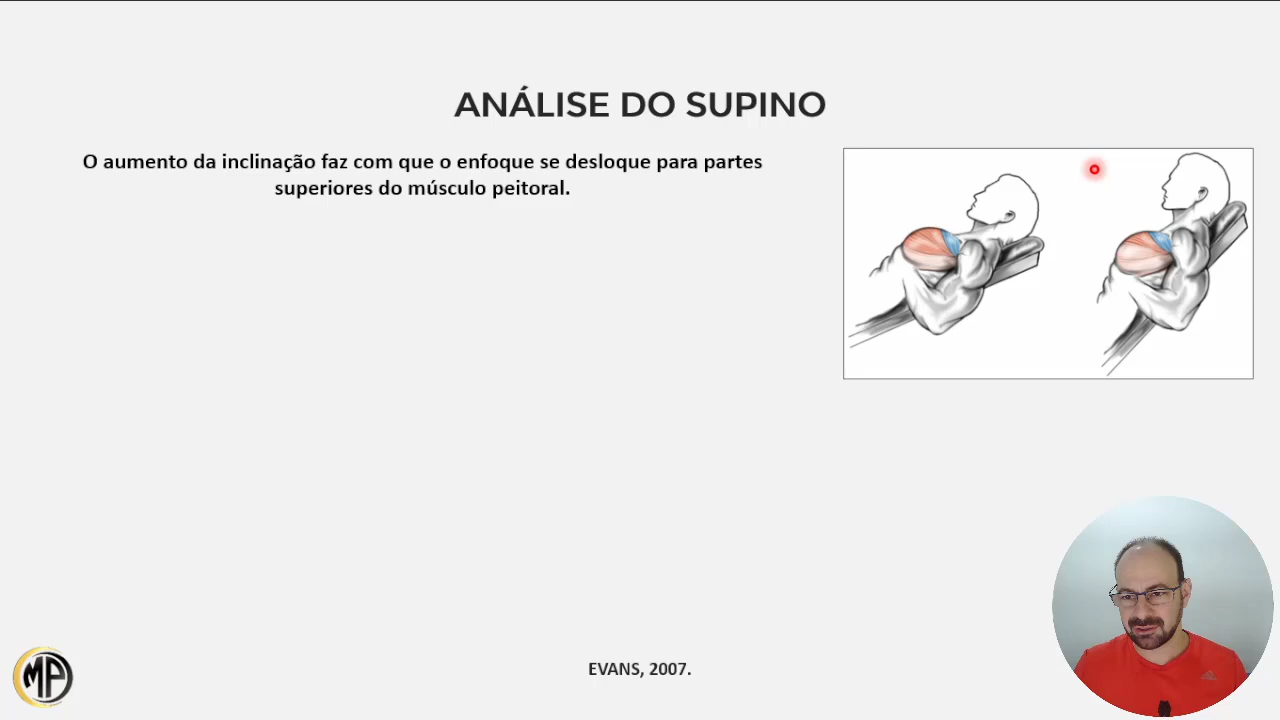 ANÁLISE DO SUPINO
O aumento da inclinação faz com que o enfoque se desloque para partes
superiores do músculo peitoral.
MP
EVANS, 2007.